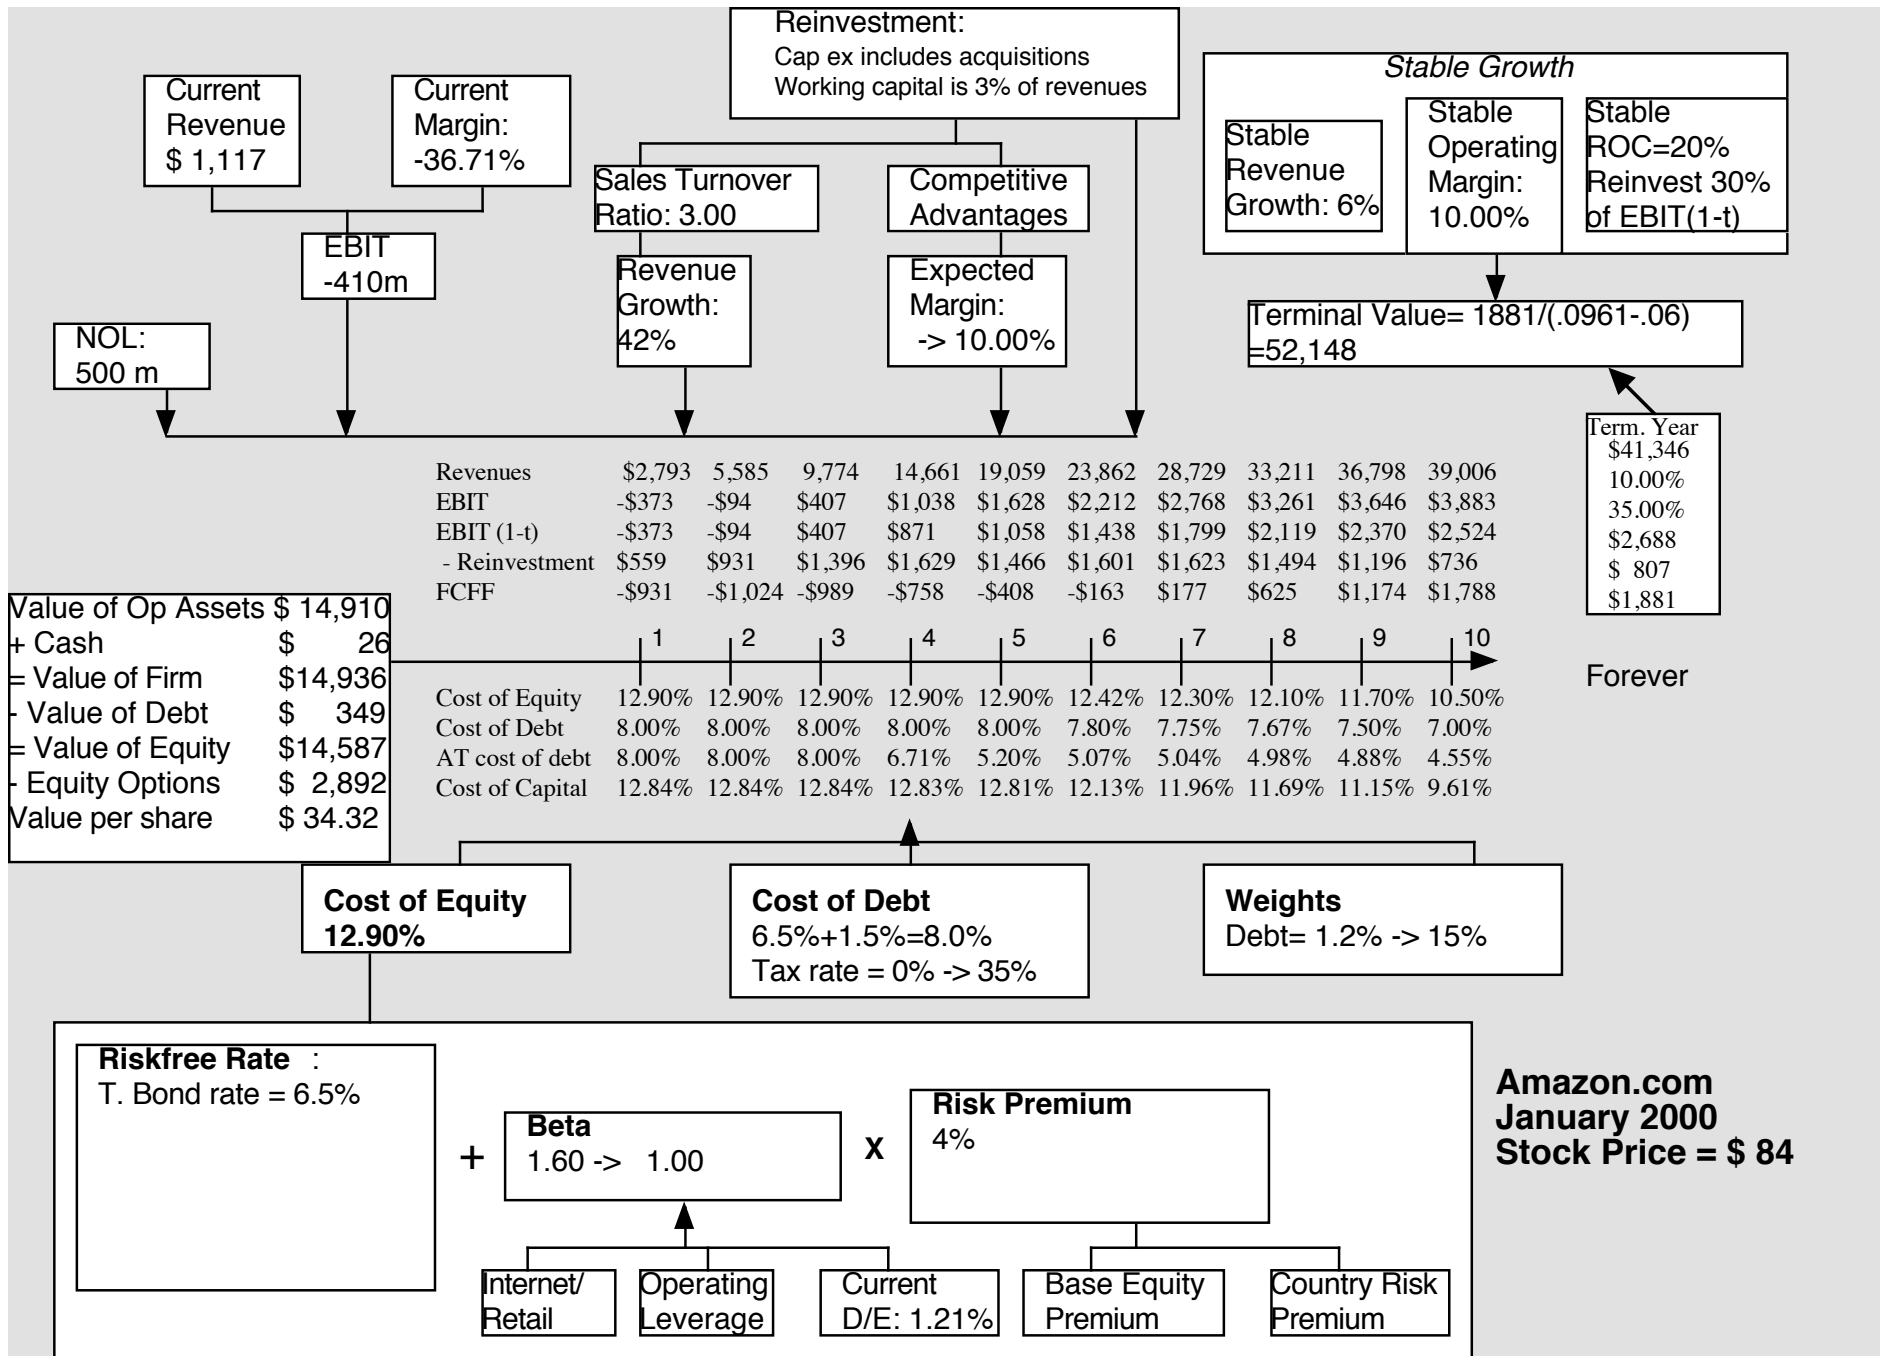 Reinvestment:
Cap ex includes acquisitions
Working capital is 3% of revenues
Current
Revenue
$ 1,117
Current
Margin:
-36.71%
Stable Growth
Stable
Revenue
Growth: 6%
Stable
Operating
Margin:
10.00%
Stable
ROC=20%
Reinvest 30%
of EBIT(1-t)
Sales Turnover
Ratio: 3.00
Competitive
Advantages
EBIT
-410m
Revenue
Growth:
42%
Expected
Margin:
-> 10.00%
NOL:
500 m
Terminal Value= 1881/(.0961-.06)
=52,148
Term. Year
$41,346
10.00%
35.00%
$2,688
$ 807
$1,881
Revenues $2,793 5,585 9,774 14,661 19,059 23,862 28,729 33,211 36,798 39,006
EBIT -$373 -$94 $407 $1,038 $1,628 $2,212 $2,768 $3,261 $3,646 $3,883
EBIT (1-t) -$373 -$94 $407 $871 $1,058 $1,438 $1,799 $2,119 $2,370 $2,524
- Reinvestment $559 $931 $1,396 $1,629 $1,466 $1,601 $1,623 $1,494 $1,196 $736
FCFF -$931 -$1,024 -$989 -$758 -$408 -$163 $177 $625 $1,174 $1,788
1 2 3 4 5 6 7 8 9 10
Forever
Cost of Equity 12.90% 12.90% 12.90% 12.90% 12.90% 12.42% 12.30% 12.10% 11.70% 10.50%
Cost of Debt 8.00% 8.00% 8.00% 8.00% 8.00% 7.80% 7.75% 7.67% 7.50% 7.00%
AT cost of debt 8.00% 8.00% 8.00% 6.71% 5.20% 5.07% 5.04% 4.98% 4.88% 4.55%
Cost of Capital 12.84% 12.84% 12.84% 12.83% 12.81% 12.13% 11.96% 11.69% 11.15% 9.61%
Value of Op Assets $ 14,910
+ Cash $ 26
= Value of Firm $14,936
- Value of Debt $ 349
= Value of Equity $14,587
- Equity Options $ 2,892
Value per share $ 34.32
Cost of Equity
12.90%
Cost of Debt
6.5%+1.5%=8.0%
Tax rate = 0% -> 35%
Weights
Debt= 1.2% -> 15%
Riskfree Rate :
T. Bond rate = 6.5%
+
Beta
1.60 -> 1.00
X
Risk Premium
4%
Internet/
Retail
Operating
Leverage
Current
D/E: 1.21%
Base Equity
Premium
Country Risk
Premium
Amazon.com
January 2000
Stock Price = $ 84